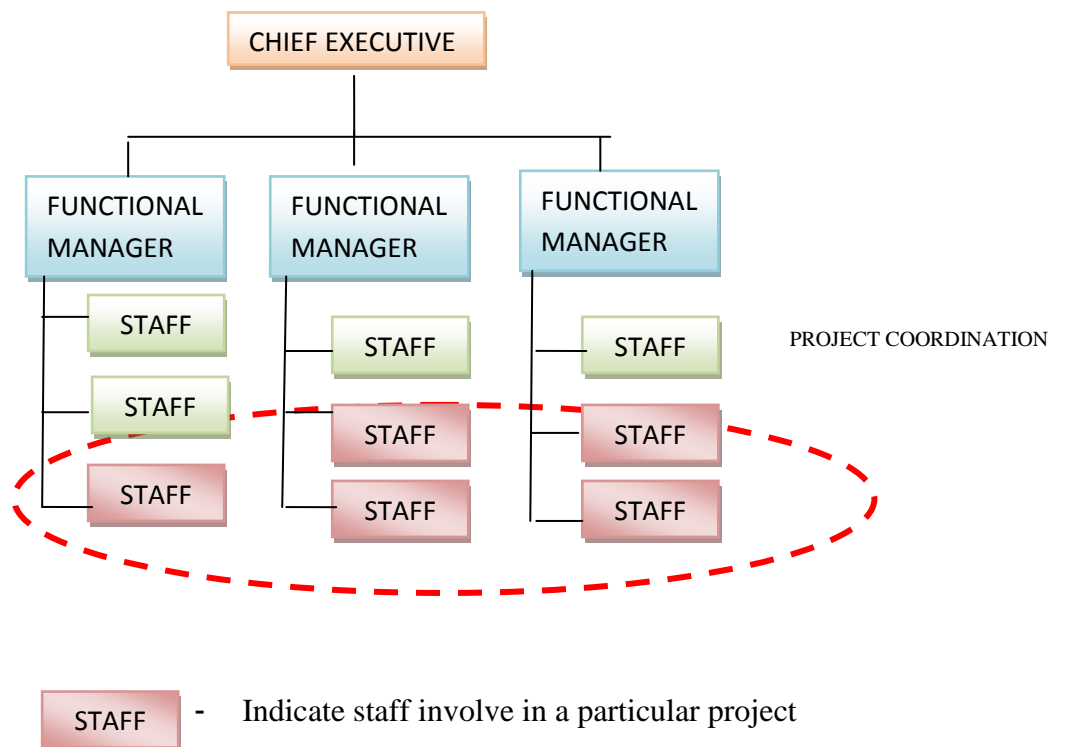 CHIEF EXECUTIVE
FUNCTIONAL
MANAGER
FUNCTIONAL
MANAGER
FUNCTIONAL
MANAGER
STAFF
STAFF
STAFF
STAFF
STAFF
STAFF
STAFF
STAFF
STAFF
PROJECT COORDINATION
STAFF - Indicate staff involve in a particular project